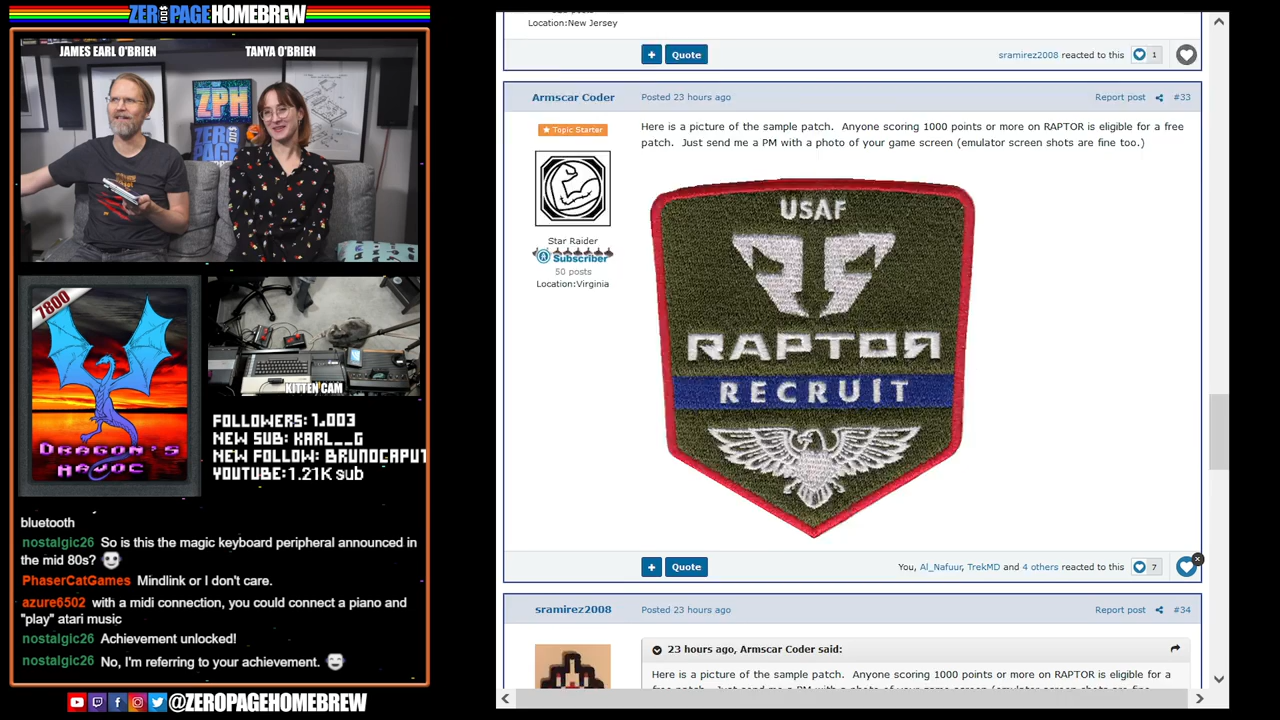 ZERO PAGE HOMEBREW
JAMES EARL O'BRIEN
TANYA O'BRIEN
ZPH
7800
DRAGON'S
HAVOC
KITTEN CAM
FOLLOWERS: 1,003
NEW SUB: KARL__G
NEW FOLLOW: BRUNOCAPUT
YOUTUBE: 1.21K sub
bluetooth
nostalgic26 So is this the magic keyboard peripheral announced in
the mid 80s?
PhaserCatGames Mindlink or I don't care.
azure6502 with a midi connection, you could connect a piano and
"play" atari music
nostalgic26 Achievement unlocked!
nostalgic26 No, I'm referring to your achievement.
@ZEROPAGEHOMEBREW
Location:New Jersey
+ Quote
sramirez2008 reacted to this 1
Armscar Coder
Posted 23 hours ago
Report post #33
★ Topic Starter
Star Raider
Subscriber
50 posts
Location:Virginia
Here is a picture of the sample patch. Anyone scoring 1000 points or more on RAPTOR is eligible for a free
patch. Just send me a PM with a photo of your game screen (emulator screen shots are fine too.)
USAF
RAPTOR
RECRUIT
+ Quote
You, Al_Nafuur, TrekMD and 4 others reacted to this 7
sramirez2008
Posted 23 hours ago
Report post #34
23 hours ago, Armscar Coder said:
Here is a picture of the sample patch. Anyone scoring 1000 points or more on RAPTOR is eligible for a